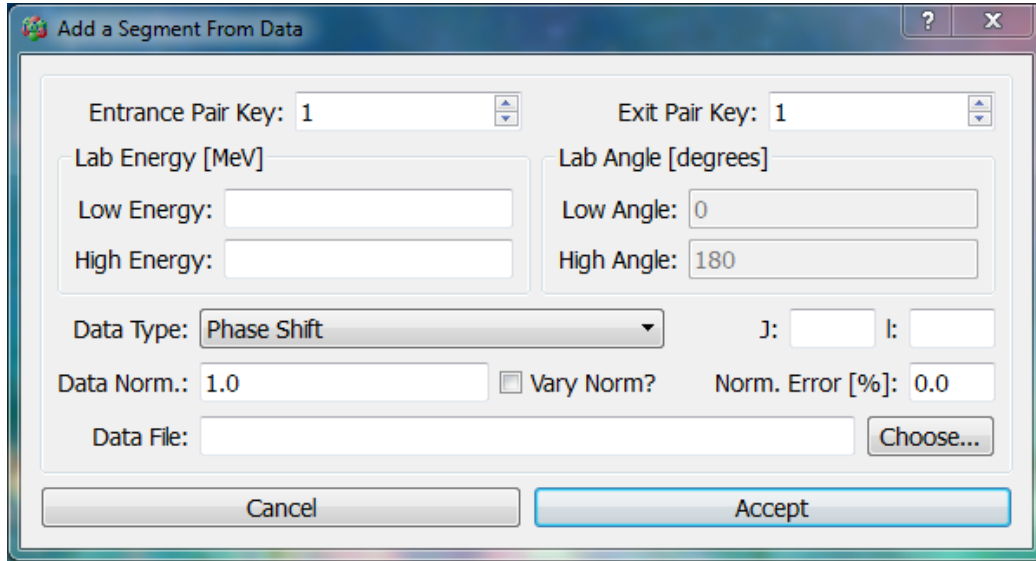 Add a Segment From Data
? X
Entrance Pair Key: 1 Exit Pair Key: 1
Lab Energy [MeV] Lab Angle [degrees]
Low Energy: Low Angle: 0
High Energy: High Angle: 180
Data Type: Phase Shift J: l:
Data Norm.: 1.0 Vary Norm? Norm. Error [%]: 0.0
Data File: Choose...
Cancel Accept